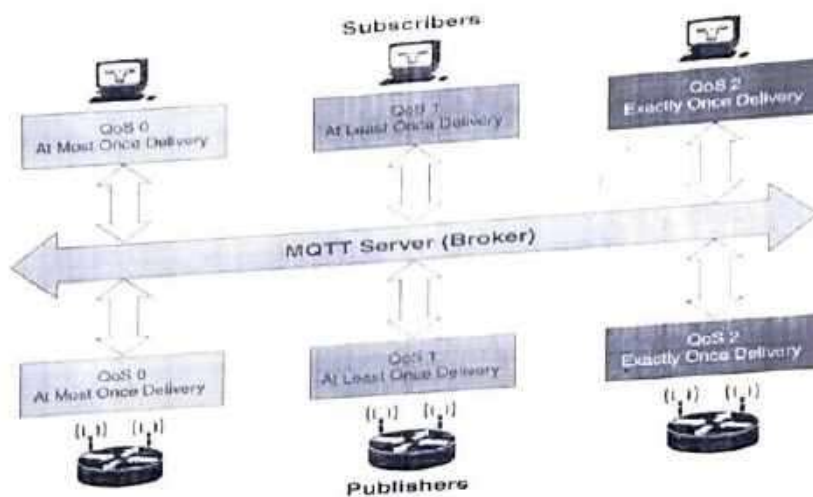 Subscribers
QoS 0
At Most Once Delivery
QoS 1
At Least Once Delivery
QoS 2
Exactly Once Delivery
MQTT Server (Broker)
QoS 0
At Most Once Delivery
QoS 1
At Least Once Delivery
QoS 2
Exactly Once Delivery
Publishers